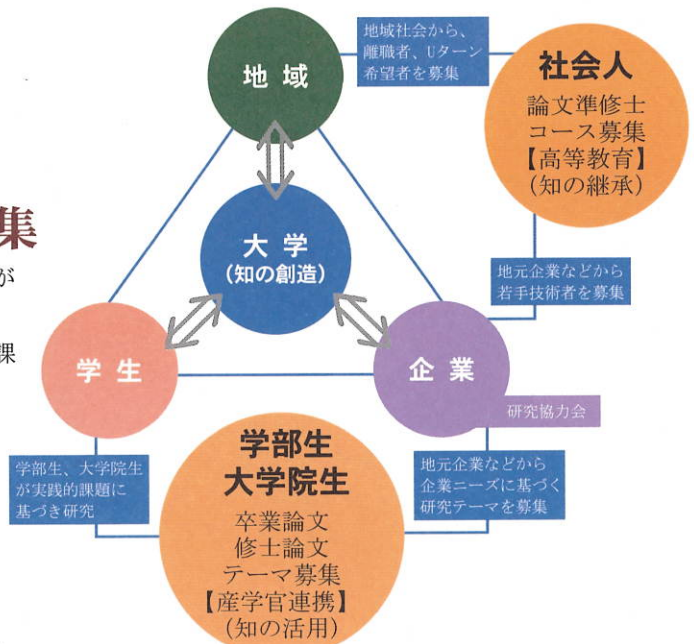 地域
地域社会から、
離職者、Uターン
希望者を募集
社会人
論文準修士
コース募集
【高等教育】
(知の継承)
集
が
課
大学
(知の創造)
地元企業などから
若手技術者を募集
学生
企業
研究協力会
学部生、大学院生
が実践的課題に
基づき研究
学部生
大学院生
卒業論文
修士論文
テーマ募集
【産学官連携】
(知の活用)
地元企業などから
企業ニーズに基づく
研究テーマを募集